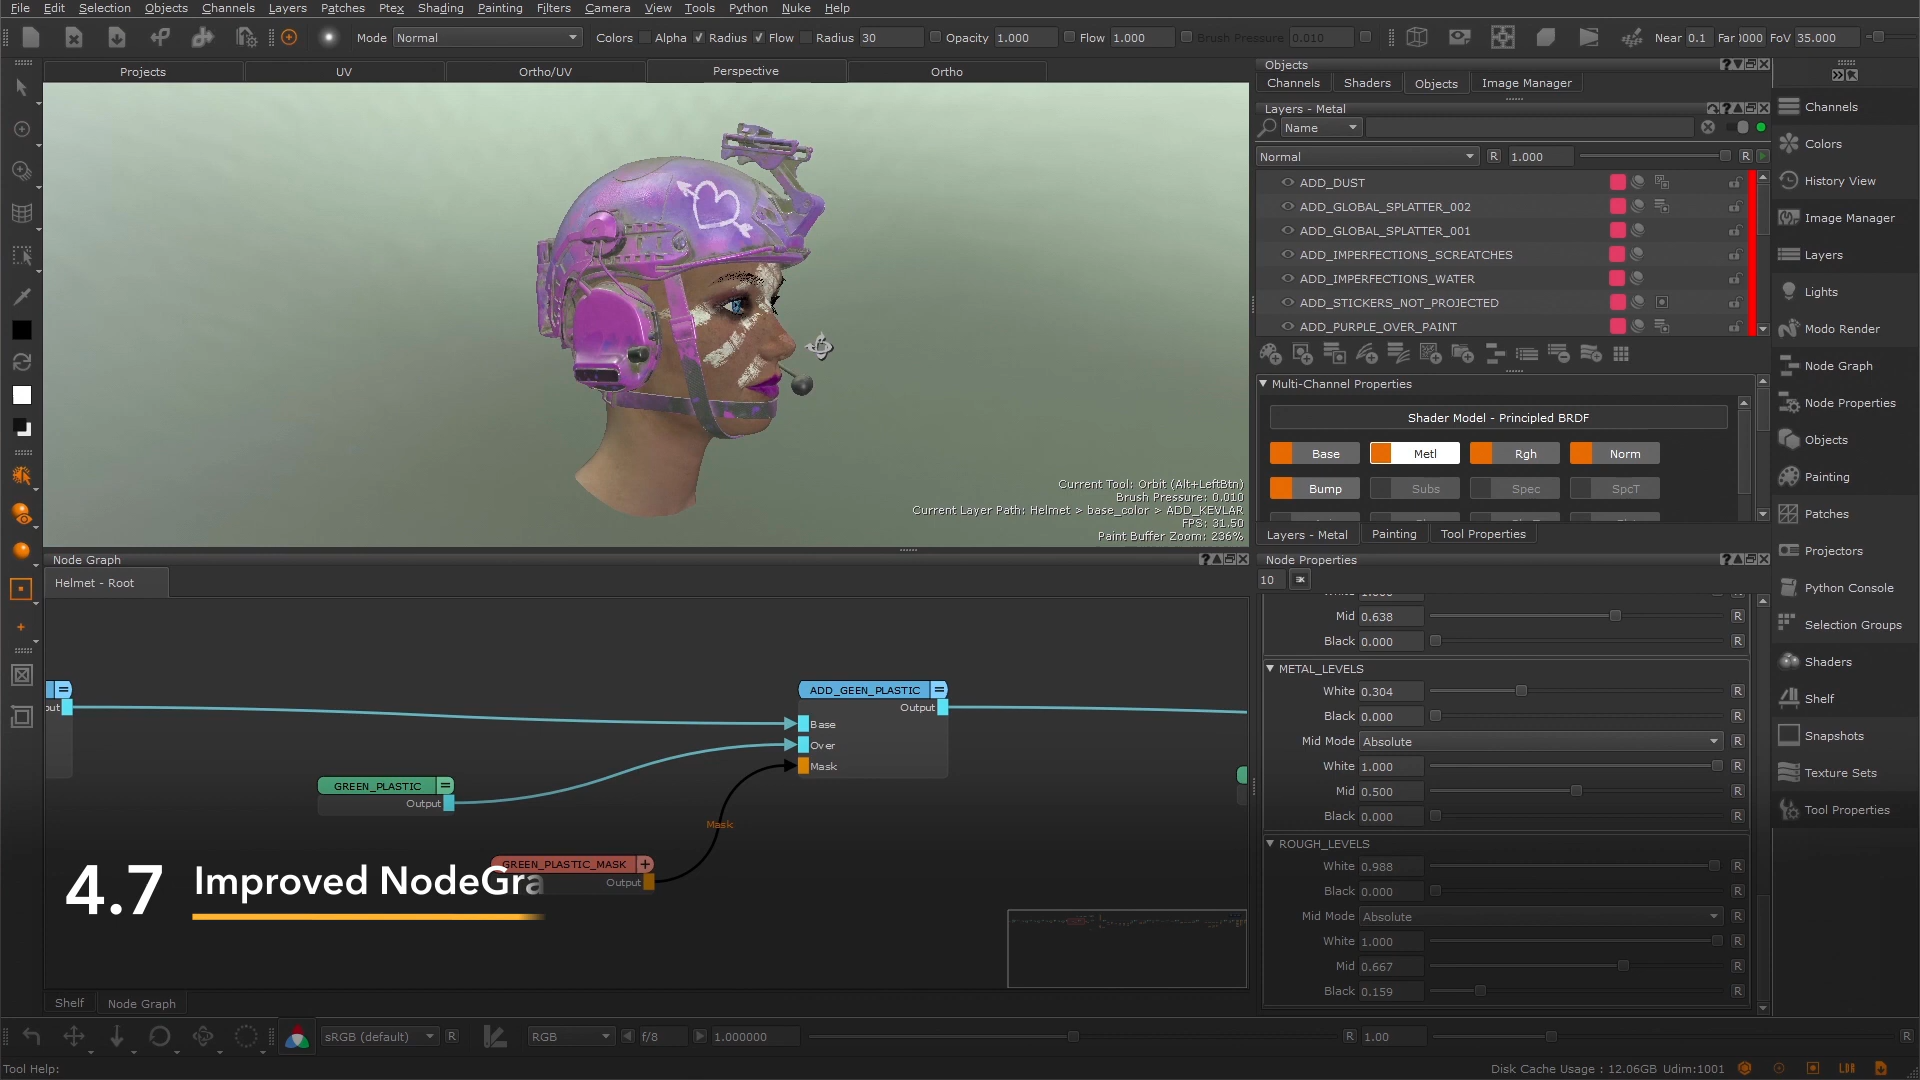 File Edit Selection Objects Channels Layers Patches Ptex Shading Painting Filters Camera View Tools Python Nuke Help
Mode Normal Colors Alpha Radius Flow Radius 30 Opacity 1.000 Flow 1.000 Brush Pressure 0.010 Near 0.1 Far 0000 FoV 35.000
Projects UV Ortho/UV Perspective Ortho
Current Tool: Orbit (Alt+LeftBtn)
Brush Pressure: 0.010
Current Layer Path: Helmet > base_color > ADD_KEVLAR
FPS: 31.50
Paint Buffer Zoom: 236%
Objects
Channels Shaders Objects Image Manager
Layers - Metal
Name
Normal R 1.000 R
ADD_DUST
ADD_GLOBAL_SPLATTER_002
ADD_GLOBAL_SPLATTER_001
ADD_IMPERFECTIONS_SCREATCHES
ADD_IMPERFECTIONS_WATER
ADD_STICKERS_NOT_PROJECTED
ADD_PURPLE_OVER_PAINT
Multi-Channel Properties
Shader Model - Principled BRDF
Base Metl Rgh Norm
Bump Subs Spec SpcT
Layers - Metal Painting Tool Properties
Channels
Colors
History View
Image Manager
Layers
Lights
Modo Render
Node Graph
Node Properties
Objects
Painting
Patches
Projectors
Python Console
Selection Groups
Shaders
Shelf
Snapshots
Texture Sets
Tool Properties
Node Graph
Helmet - Root
out
ADD_GEEN_PLASTIC
Output
Base
Over
Mask
GREEN_PLASTIC
Output
Mask
GREEN_PLASTIC_MASK
Output
4.7 Improved NodeGra
Shelf Node Graph
Node Properties
10
White
Mid 0.638 R
Black 0.000 R
METAL_LEVELS
White 0.304 R
Black 0.000 R
Mid Mode Absolute R
White 1.000 R
Mid 0.500 R
Black 0.000 R
ROUGH_LEVELS
White 0.988 R
Black 0.000 R
Mid Mode Absolute R
White 1.000 R
Mid 0.667 R
Black 0.159 R
sRGB (default) R RGB f/8 1.000000 R 1.00 R
Tool Help:
Disk Cache Usage : 12.06GB Udim:1001